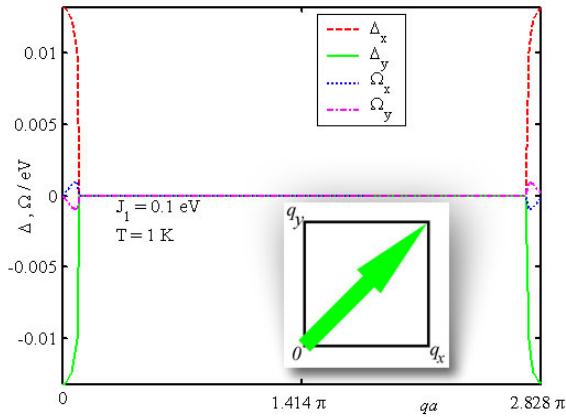 Δx
Δy
Ωx
Ωy
0.01
0.005
0
-0.005
-0.01
Δ, Ω / eV
J1 = 0.1 eV
T = 1 K
qy
0
qx
0
1.414 π
qa
2.828 π